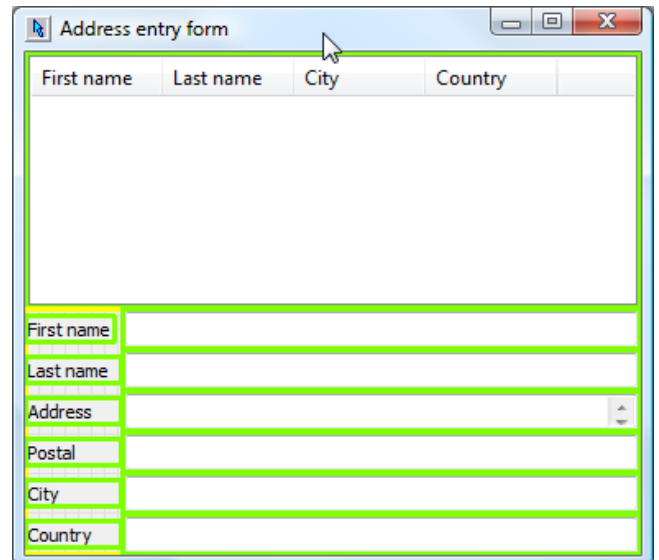 Address entry form
First name Last name City Country
First name
Last name
Address
Postal
City
Country